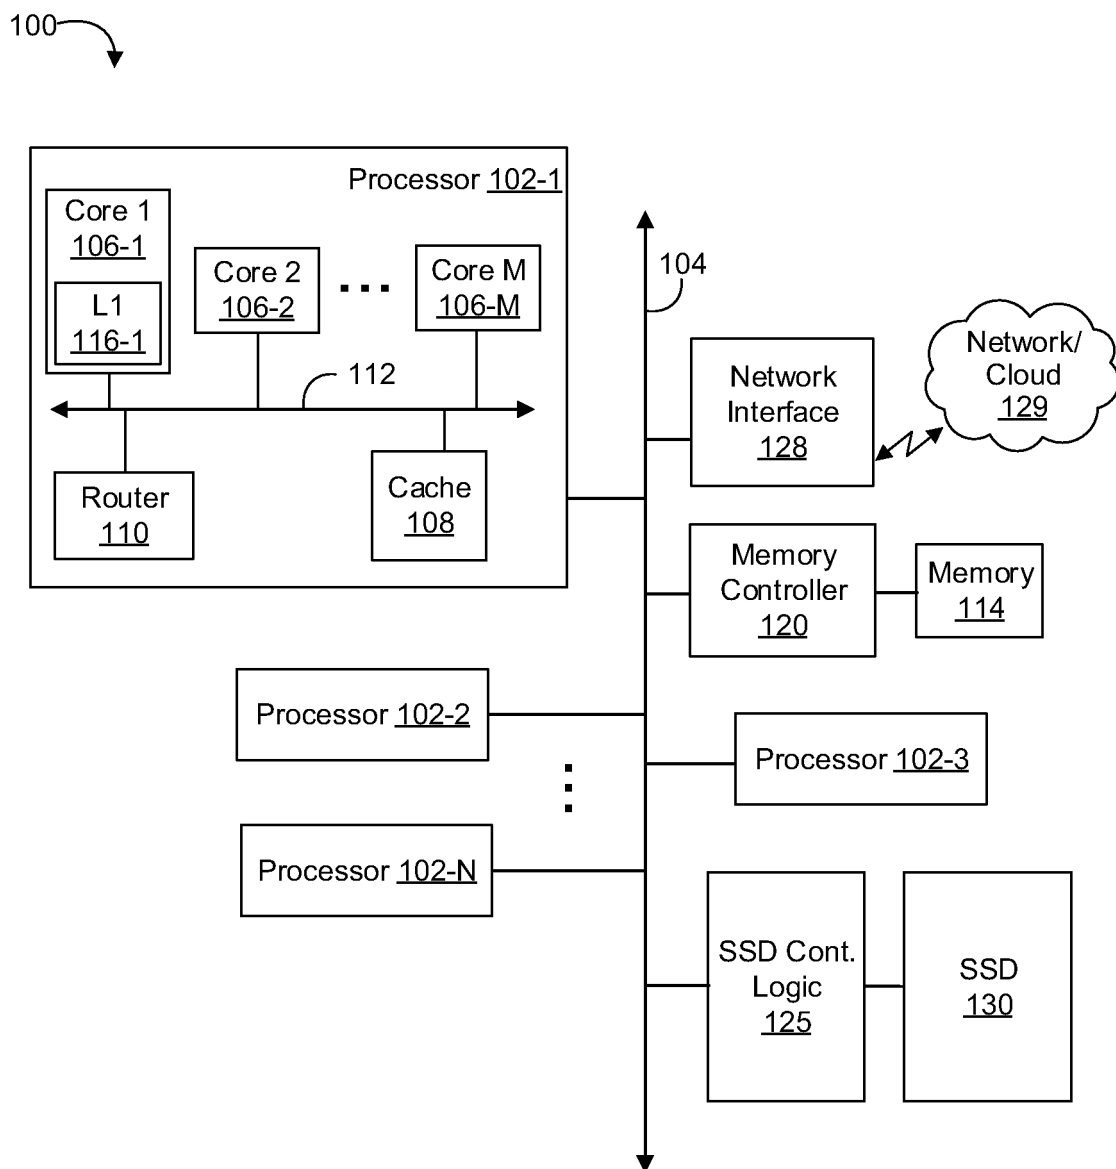 100
Processor 102-1
Core 1
106-1
L1
116-1
Core 2
106-2
Core M
106-M
112
Router
110
Cache
108
104
Network
Interface
128
Network/
Cloud
129
Memory
Controller
120
Memory
114
Processor 102-2
Processor 102-3
Processor 102-N
SSD Cont.
Logic
125
SSD
130